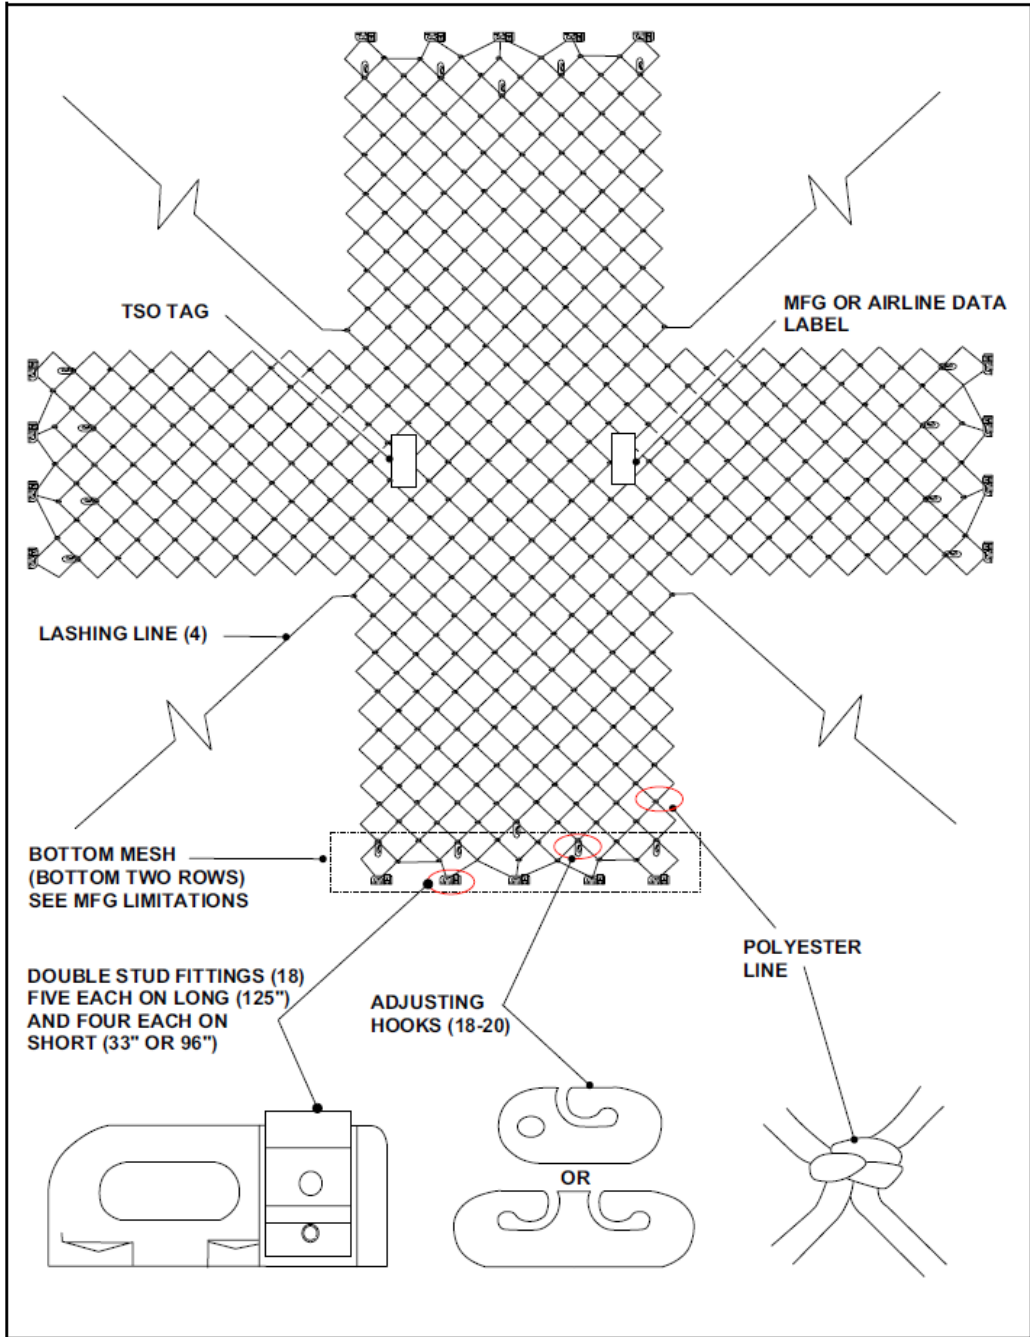 TSO TAG
MFG OR AIRLINE DATA
LABEL
LASHING LINE (4)
BOTTOM MESH
(BOTTOM TWO ROWS)
SEE MFG LIMITATIONS
POLYESTER
LINE
DOUBLE STUD FITTINGS (18)
FIVE EACH ON LONG (125")
AND FOUR EACH ON
SHORT (33" OR 96")
ADJUSTING
HOOKS (18-20)
OR